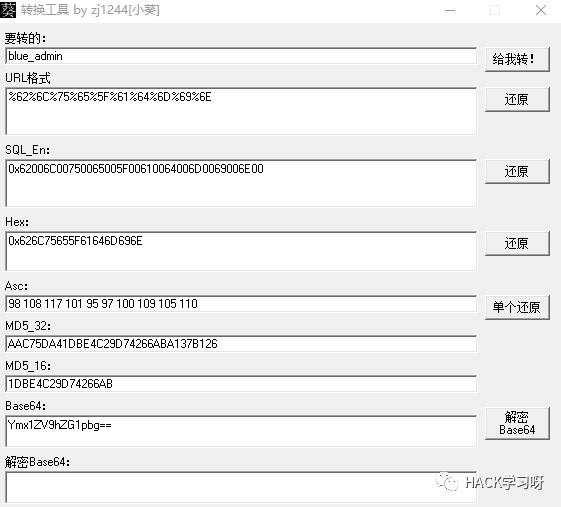 葵 转换工具 by zj1244[小葵]
要转的:
blue_admin
给我转!
URL格式
%62%6C%75%65%5F%61%64%6D%69%6E
还原
SQL_En:
0x62006C00750065005F00610064006D0069006E00
还原
Hex:
0x626C75655F61646D696E
还原
Asc:
98 108 117 101 95 97 100 109 105 110
单个还原
MD5_32:
AAC75DA41DBE4C29D74266ABA137B126
MD5_16:
1DBE4C29D74266AB
Base64:
Ymx1ZV9hZG1pbg==
解密
Base64
解密Base64:
HACK学习呀